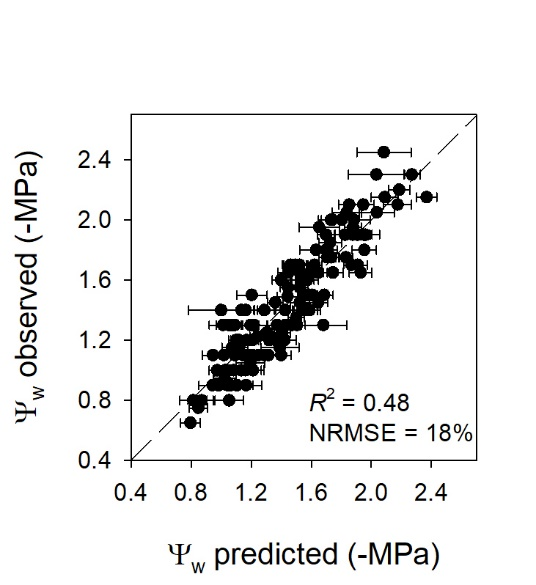 Ψw observed (-MPa)
2.4
2.0
1.6
1.2
0.8
0.4
R² = 0.48
NRMSE = 18%
0.4 0.8 1.2 1.6 2.0 2.4
Ψw predicted (-MPa)